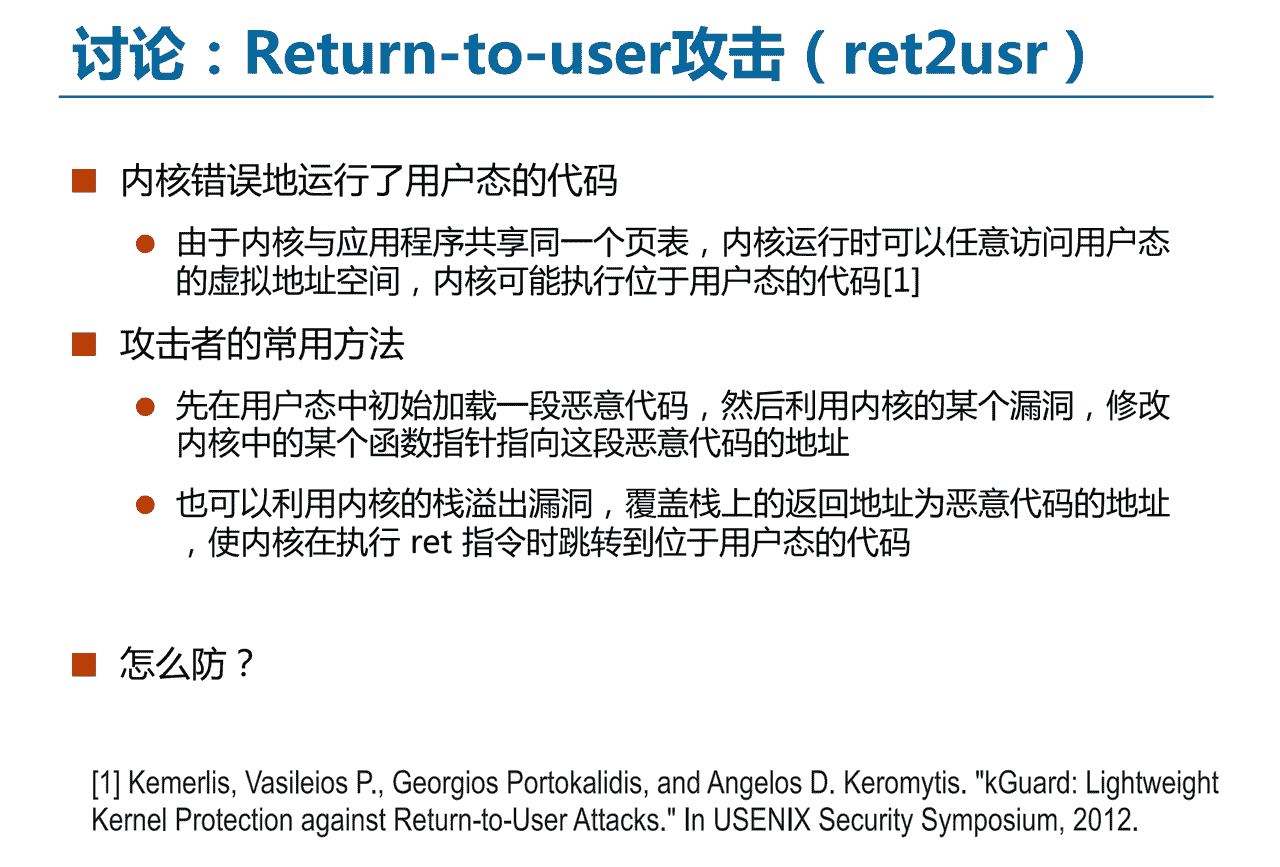 讨论：Return-to-user攻击（ret2usr）
内核错误地运行了用户态的代码
由于内核与应用程序共享同一个页表，内核运行时可以任意访问用户态
的虚拟地址空间，内核可能执行位于用户态的代码[1]
攻击者的常用方法
先在用户态中初始加载一段恶意代码，然后利用内核的某个漏洞，修改
内核中的某个函数指针指向这段恶意代码的地址
也可以利用内核的栈溢出漏洞，覆盖栈上的返回地址为恶意代码的地址
，使内核在执行 ret 指令时跳转到位于用户态的代码
怎么防？
[1] Kemerlis, Vasileios P., Georgios Portokalidis, and Angelos D. Keromytis. "kGuard: Lightweight
Kernel Protection against Return-to-User Attacks." In USENIX Security Symposium, 2012.